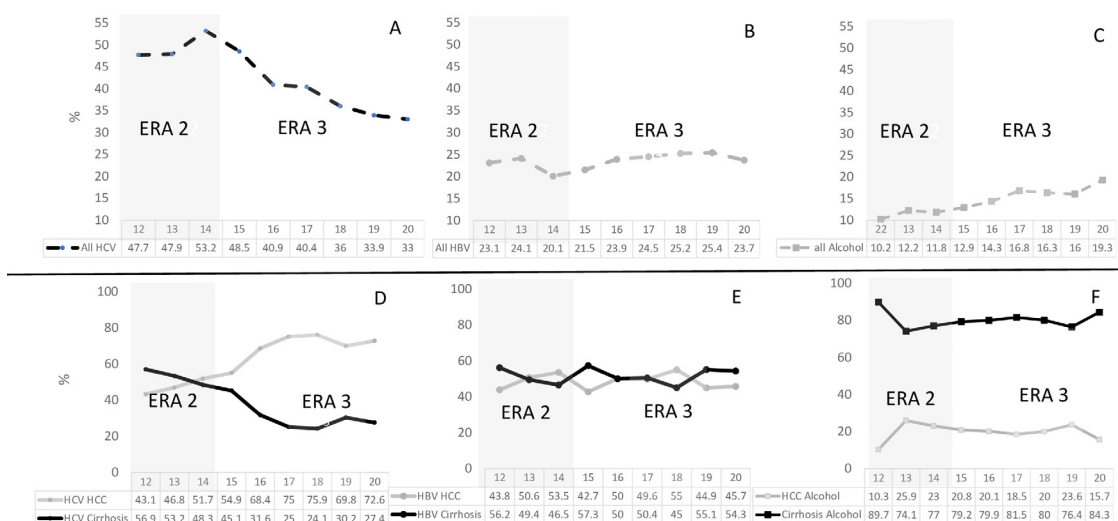 A
55
50
45
40
35
30
25
20
15
10
%
ERA 2
ERA 3
12 13 14 15 16 17 18 19 20
All HCV 47.7 47.9 53.2 48.5 40.9 40.4 36 33.9 33
B
55
50
45
40
35
30
25
20
15
10
ERA 2
ERA 3
12 13 14 15 16 17 18 19 20
All HBV 23.1 24.1 20.1 21.5 23.9 24.5 25.2 25.4 23.7
C
55
50
45
40
35
30
25
20
15
10
ERA 2
ERA 3
22 13 14 15 16 17 18 19 20
all Alcohol 10.2 12.2 11.8 12.9 14.3 16.8 16.3 16 19.3
D
100
80
60
40
20
0
%
ERA 2
ERA 3
12 13 14 15 16 17 18 19 20
HCV HCC 43.1 46.8 51.7 54.9 68.4 75 75.9 69.8 72.6
HCV Cirrhosis 56.9 53.2 48.3 45.1 31.6 25 24.1 30.2 27.4
E
100
80
60
40
20
0
ERA 2
ERA 3
12 13 14 15 16 17 18 19 20
HBV HCC 43.8 50.6 53.5 42.7 50 49.6 55 44.9 45.7
HBV Cirrhosis 56.2 49.4 46.5 57.3 50 50.4 45 55.1 54.3
F
100
80
60
40
20
0
ERA 2
ERA 3
12 13 14 15 16 17 18 19 20
HCC Alcohol 10.3 25.9 23 20.8 20.1 18.5 20 23.6 15.7
Cirrhosis Alcohol 89.7 74.1 77 79.2 79.9 81.5 80 76.4 84.3